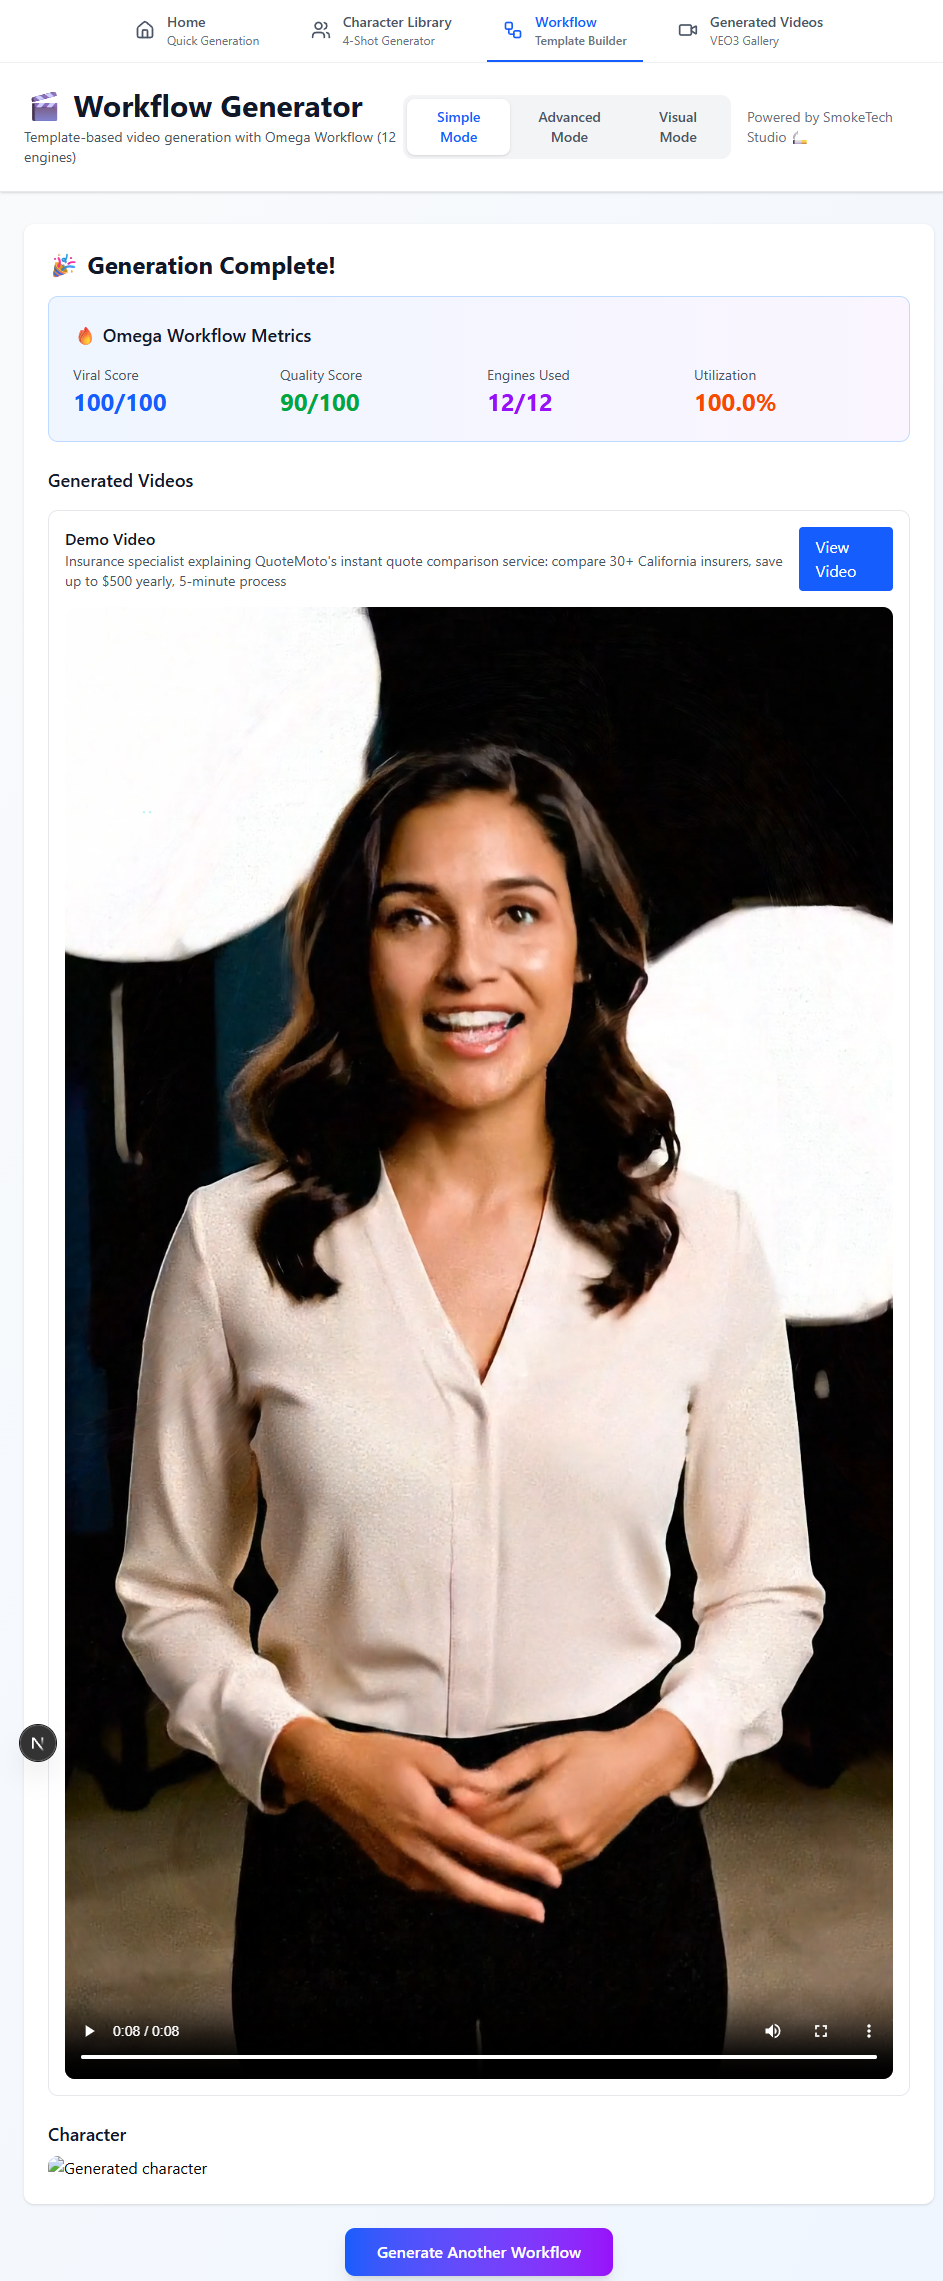 Home
Quick Generation
Character Library
4-Shot Generator
Workflow
Template Builder
Generated Videos
VEO3 Gallery
🎬 Workflow Generator
Template-based video generation with Omega Workflow (12
engines)
Simple
Mode
Advanced
Mode
Visual
Mode
Powered by SmokeTech
Studio 🚬
🎉 Generation Complete!
🔥 Omega Workflow Metrics
Viral Score
100/100
Quality Score
90/100
Engines Used
12/12
Utilization
100.0%
Generated Videos
Demo Video
Insurance specialist explaining QuoteMoto's instant quote comparison service: compare 30+ California insurers, save
up to $500 yearly, 5-minute process
View
Video
N
0:08 / 0:08
Character
Generated character
Generate Another Workflow